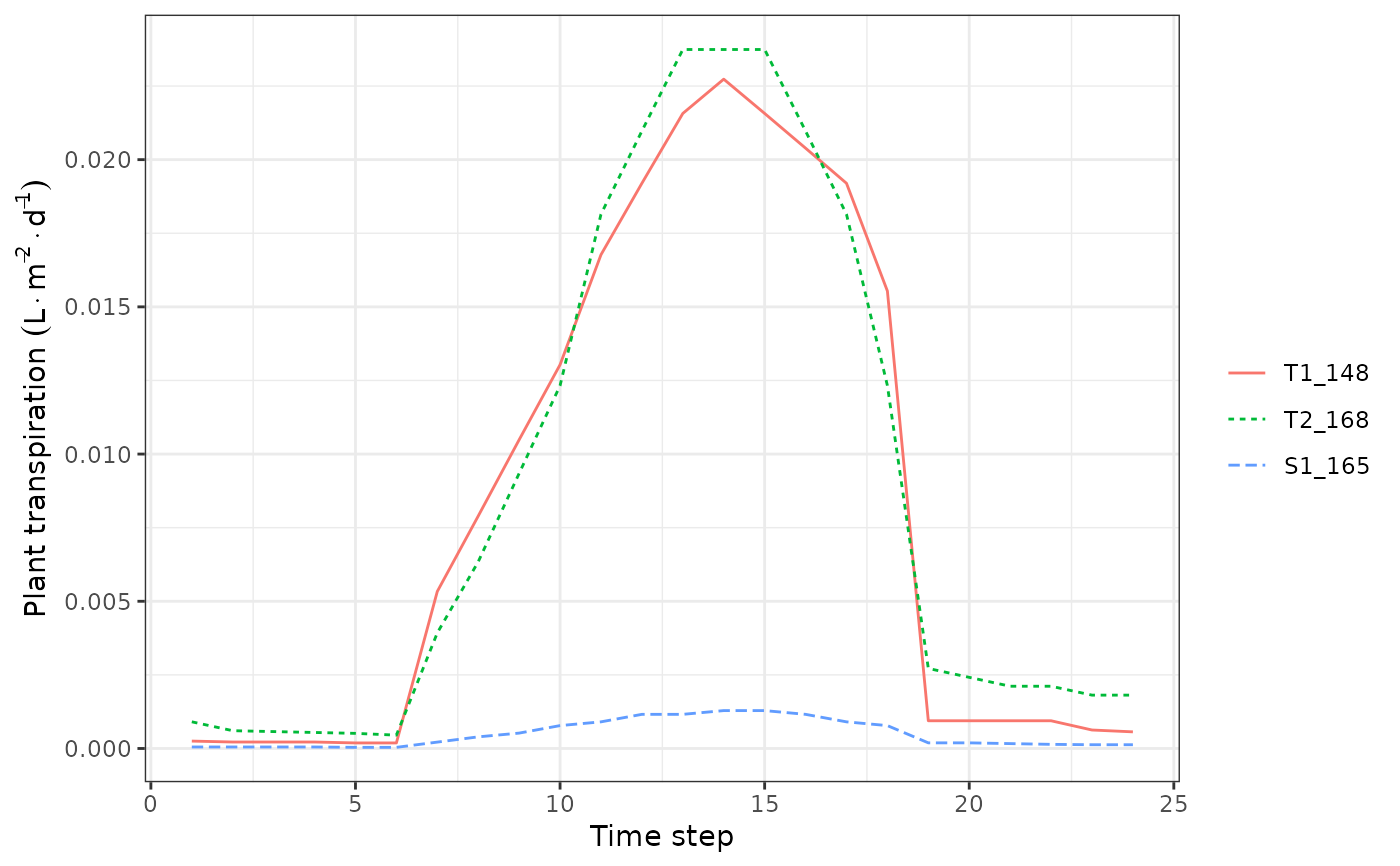 Plant transpiration (L · m⁻² · d⁻¹)
0.020
0.015
0.010
0.005
0.000
0 5 10 15 20 25
Time step
T1_148
T2_168
S1_165